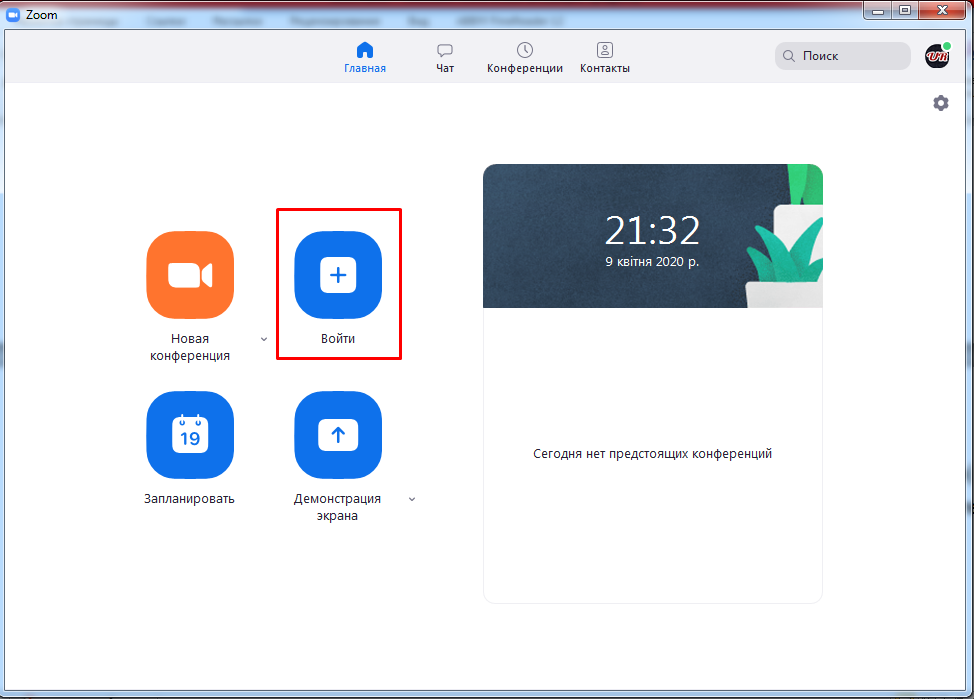 Zoom
Главная
Чат
Конференции
Контакты
Поиск
21:32
9 квітня 2020 р.
Новая
конференция
Войти
19
Запланировать
Демонстрация
экрана
Сегодня нет предстоящих конференций